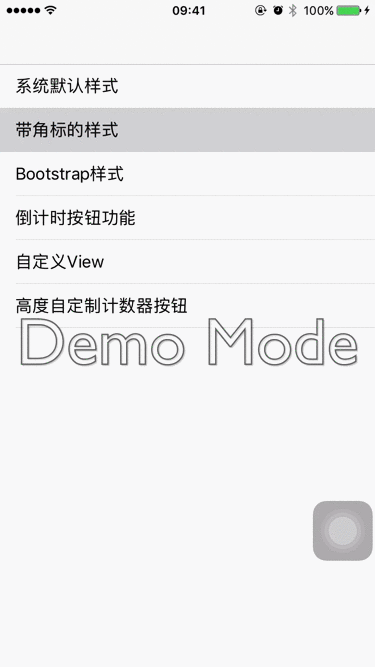 09:41
100%
系统默认样式
带角标的样式
Bootstrap样式
倒计时按钮功能
自定义View
高度自定制计数器按钮
Demo Mode